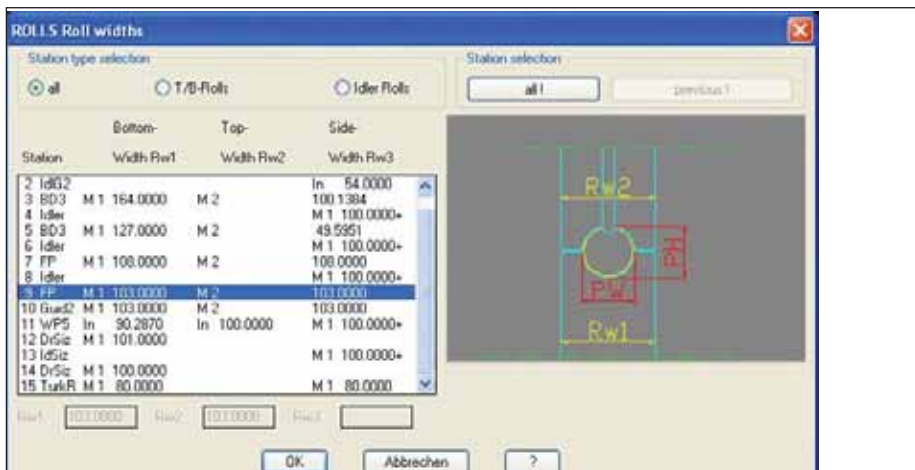 ROLLS Roll widths
Station type selection
Station selection
all
T/B-Rolls
Idler Rolls
all !
previous !
Bottom- Top- Side-
Station Width Rw1 Width Rw2 Width Rw3
2 IdlG2 In 54.0000
3 BD3 M 1 164.0000 M 2 100.1384
4 Idler M 1 100.0000+
5 BD3 M 1 127.0000 M 2 49.5951
6 Idler M 1 100.0000+
7 FP M 1 108.0000 M 2 108.0000
8 Idler M 1 100.0000+
9 FP M 1 103.0000 M 2 103.0000
10 Guid2 M 1 103.0000 M 2 103.0000
11 WP5 In 90.2870 In 100.0000 M 1 100.0000+
12 DrSiz M 1 101.0000
13 IdSiz M 1 100.0000+
14 DrSiz M 1 100.0000
15 TurkR M 1 80.0000 M 1 80.0000
Rw2
PH
PW
Rw1
Rw1 103.0000 Rw2 103.0000 Rw3
OK Abbrechen ?